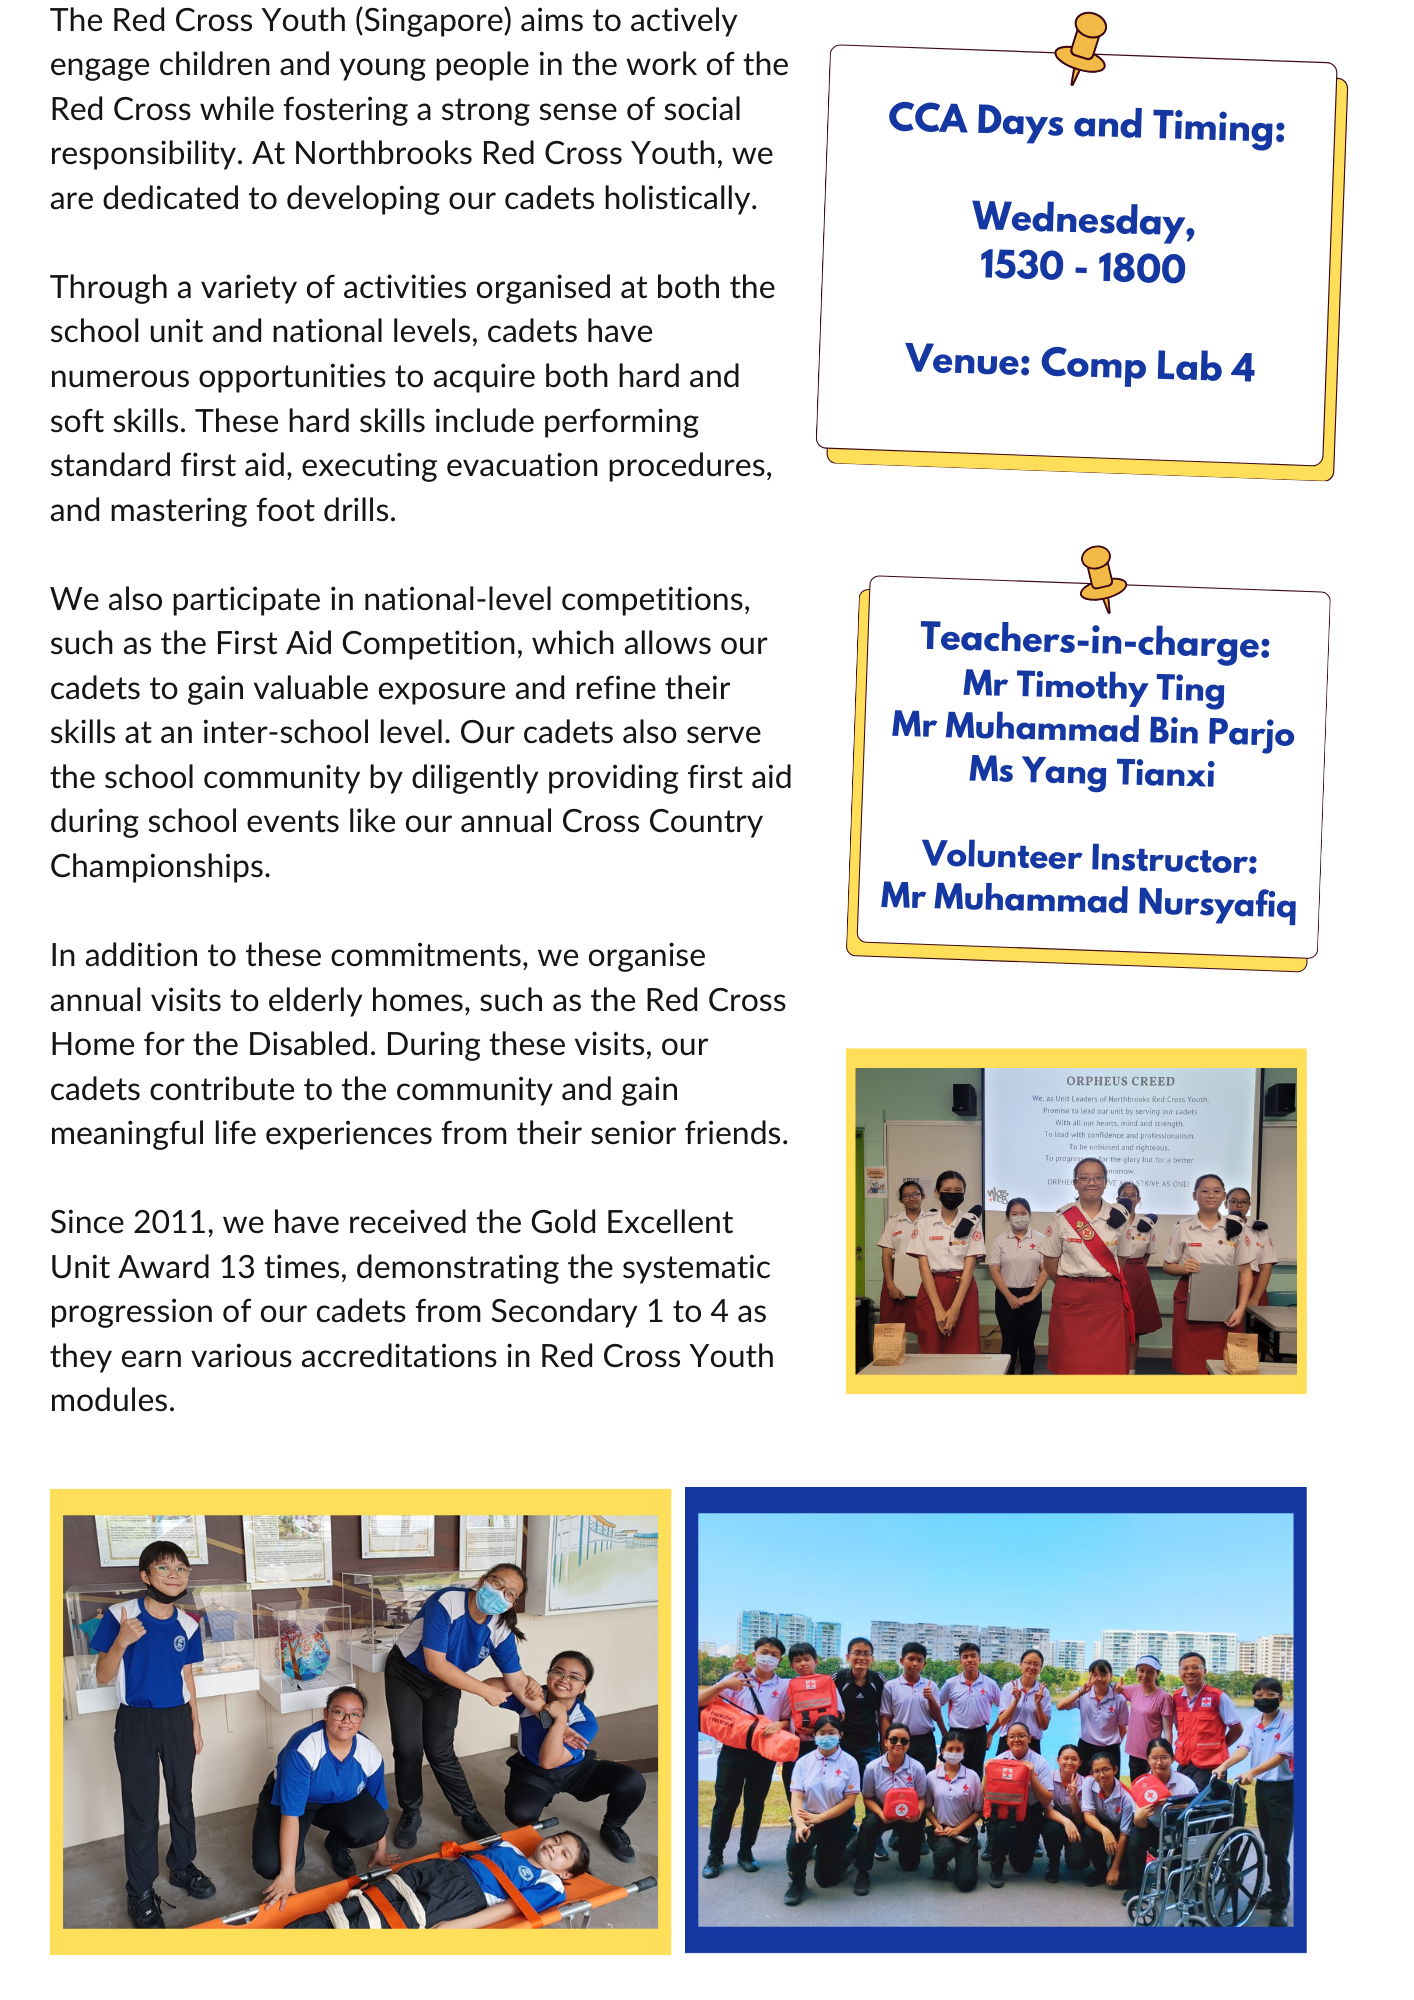 The Red Cross Youth (Singapore) aims to actively
engage children and young people in the work of the
Red Cross while fostering a strong sense of social
responsibility. At Northbrooks Red Cross Youth, we
are dedicated to developing our cadets holistically.
Through a variety of activities organised at both the
school unit and national levels, cadets have
numerous opportunities to acquire both hard and
soft skills. These hard skills include performing
standard first aid, executing evacuation procedures,
and mastering foot drills.
We also participate in national-level competitions,
such as the First Aid Competition, which allows our
cadets to gain valuable exposure and refine their
skills at an inter-school level. Our cadets also serve
the school community by diligently providing first aid
during school events like our annual Cross Country
Championships.
In addition to these commitments, we organise
annual visits to elderly homes, such as the Red Cross
Home for the Disabled. During these visits, our
cadets contribute to the community and gain
meaningful life experiences from their senior friends.
Since 2011, we have received the Gold Excellent
Unit Award 13 times, demonstrating the systematic
progression of our cadets from Secondary 1 to 4 as
they earn various accreditations in Red Cross Youth
modules.
CCA Days and Timing:
Wednesday,
1530 - 1800
Venue: Comp Lab 4
Teachers-in-charge:
Mr Timothy Ting
Mr Muhammad Bin Parjo
Ms Yang Tianxi
Volunteer Instructor:
Mr Muhammad Nursyafiq
ORPHEUS CREED
We, as Unit Leaders of Northbrooks Red Cross Youth,
Promise to lead our unit by serving our cadets
With all our hearts, mind and strength,
To lead with confidence and professionalism,
To be unbiased and righteous,
To progress for the glory but for a better
STRIVE AS ONE!